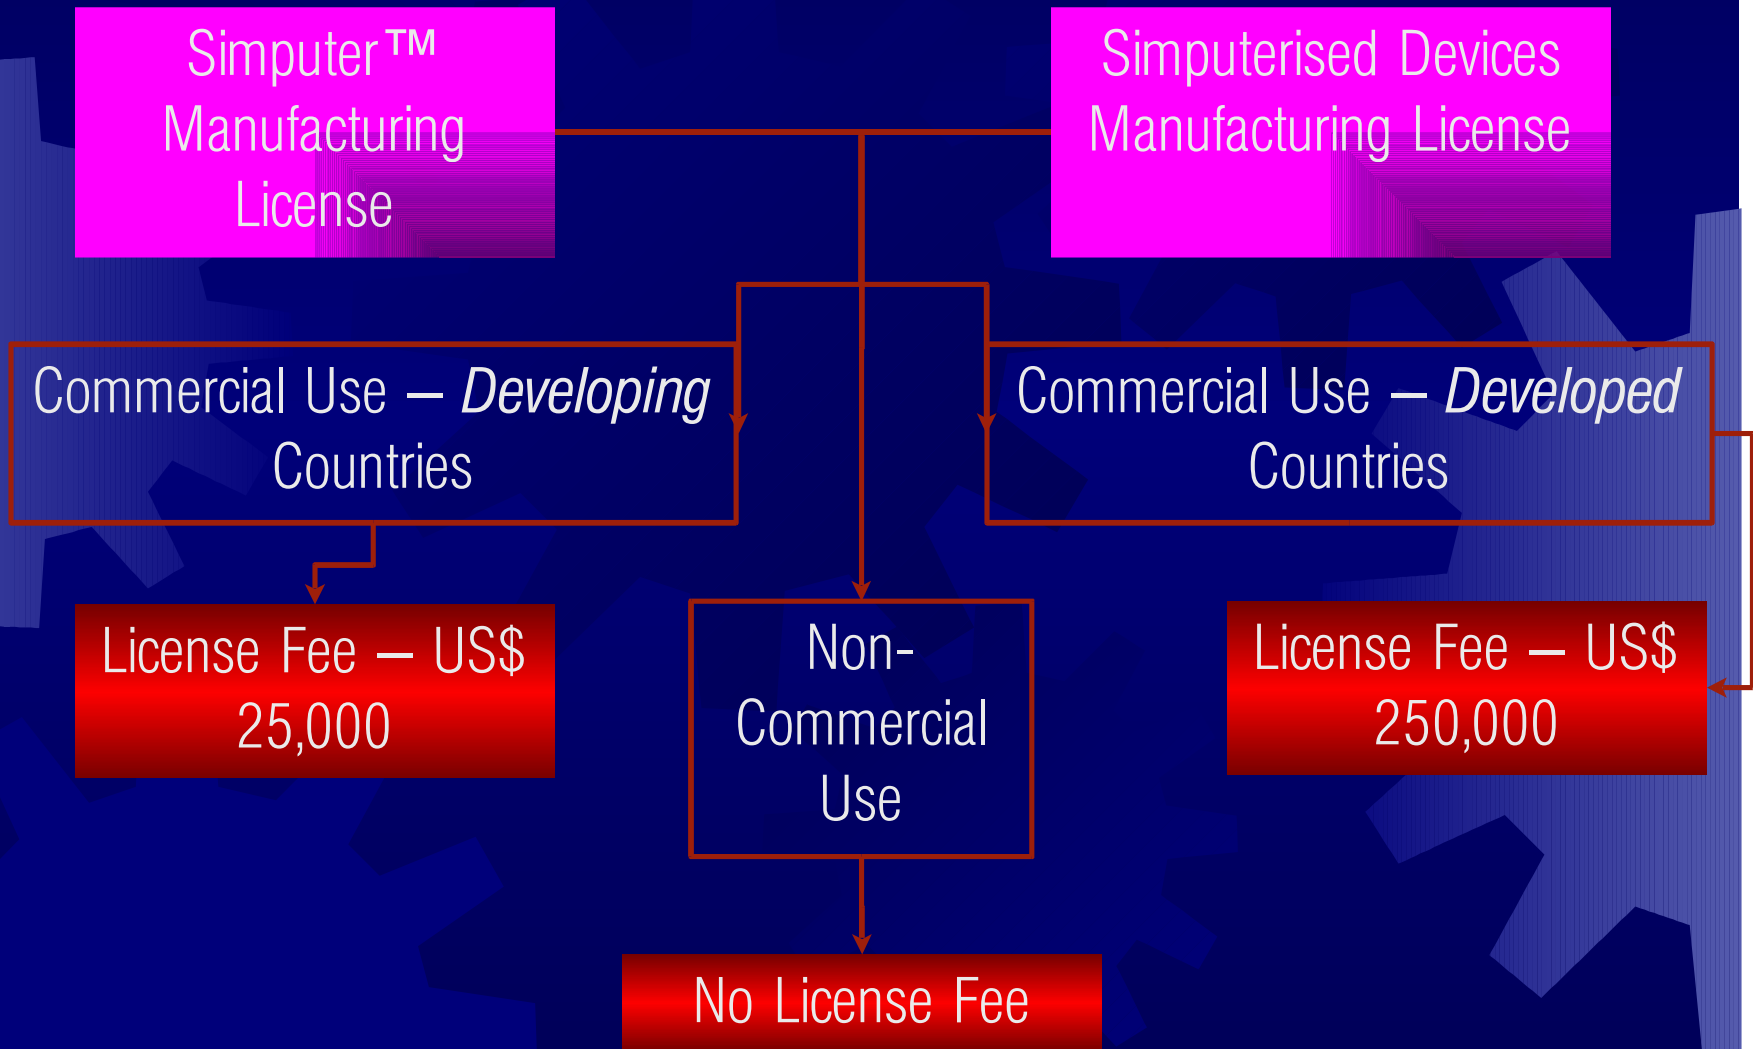 Simputer™
Manufacturing
License
Simputerised Devices
Manufacturing License
Commercial Use – Developing
Countries
Commercial Use – Developed
Countries
License Fee – US$
25,000
Non-
Commercial
Use
License Fee – US$
250,000
No License Fee